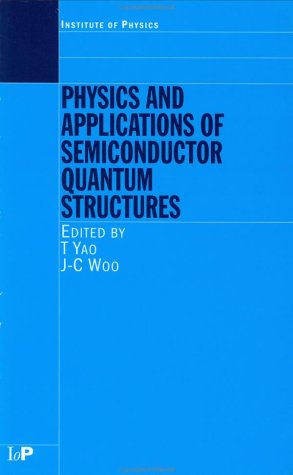 INSTITUTE OF PHYSICS
PHYSICS AND
APPLICATIONS OF
SEMICONDUCTOR
QUANTUM
STRUCTURES
EDITED BY
T YAO
J-C WOO
IoP